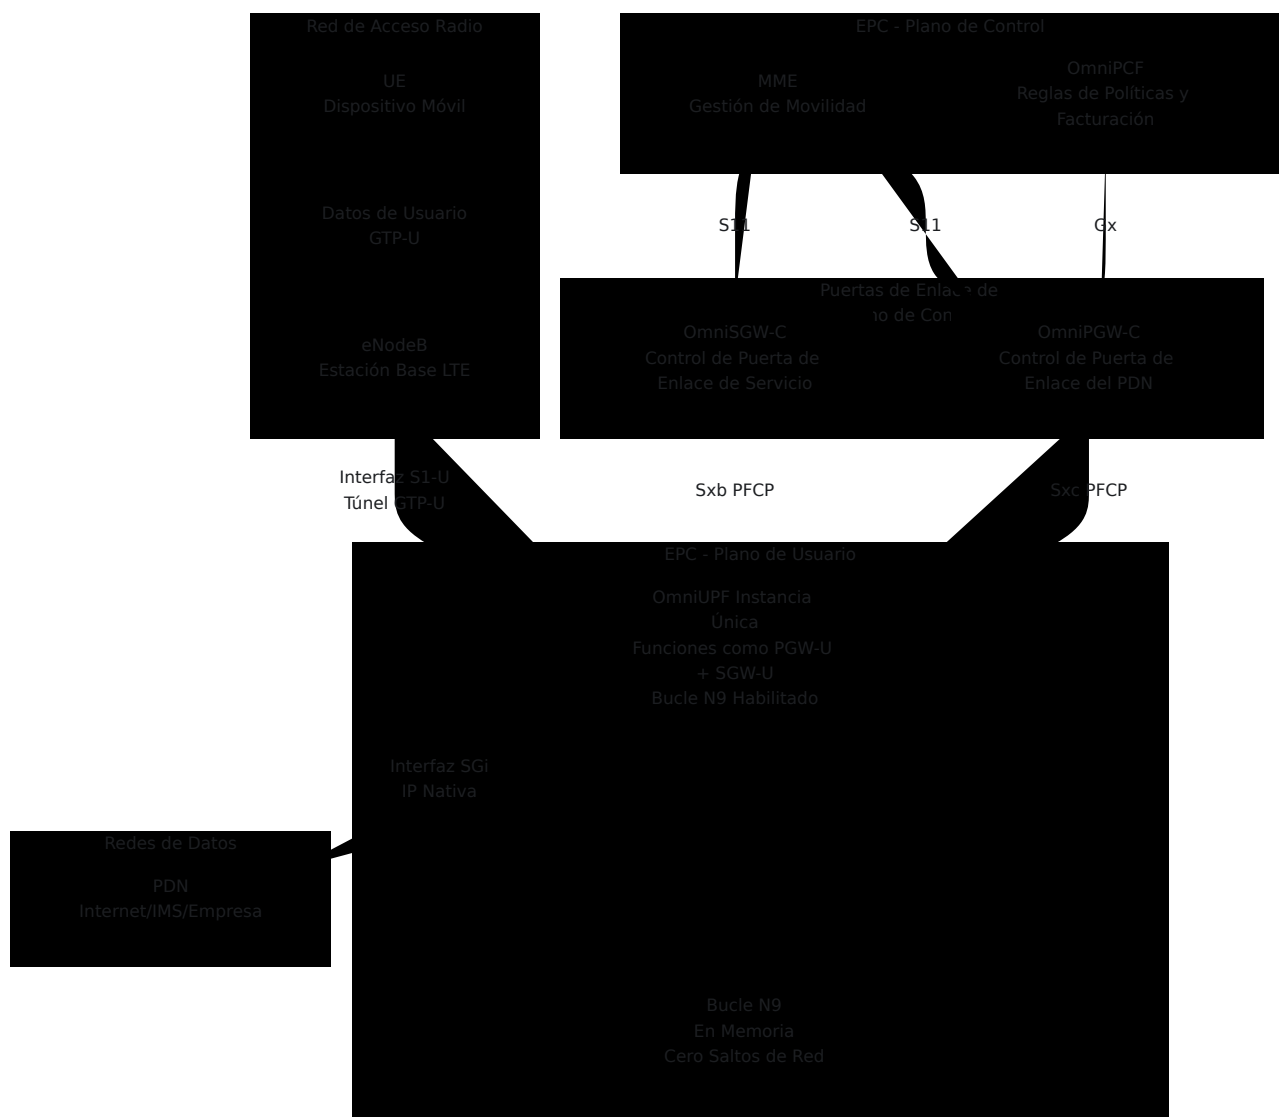 Red de Acceso Radio
UE
Dispositivo Móvil
Datos de Usuario
GTP-U
eNodeB
Estación Base LTE
EPC - Plano de Control
MME
Gestión de Movilidad
OmniPCF
Reglas de Políticas y
Facturación
S11
S11
Gx
Puertas de Enlace de
no de Con
OmniSGW-C
Control de Puerta de
Enlace de Servicio
OmniPGW-C
Control de Puerta de
Enlace del PDN
Interfaz S1-U
Túnel GTP-U
Sxb PFCP
Sxc PFCP
EPC - Plano de Usuario
OmniUPF Instancia
Única
Funciones como PGW-U
+ SGW-U
Bucle N9 Habilitado
Interfaz SGi
IP Nativa
Redes de Datos
PDN
Internet/IMS/Empresa
Bucle N9
En Memoria
Cero Saltos de Red